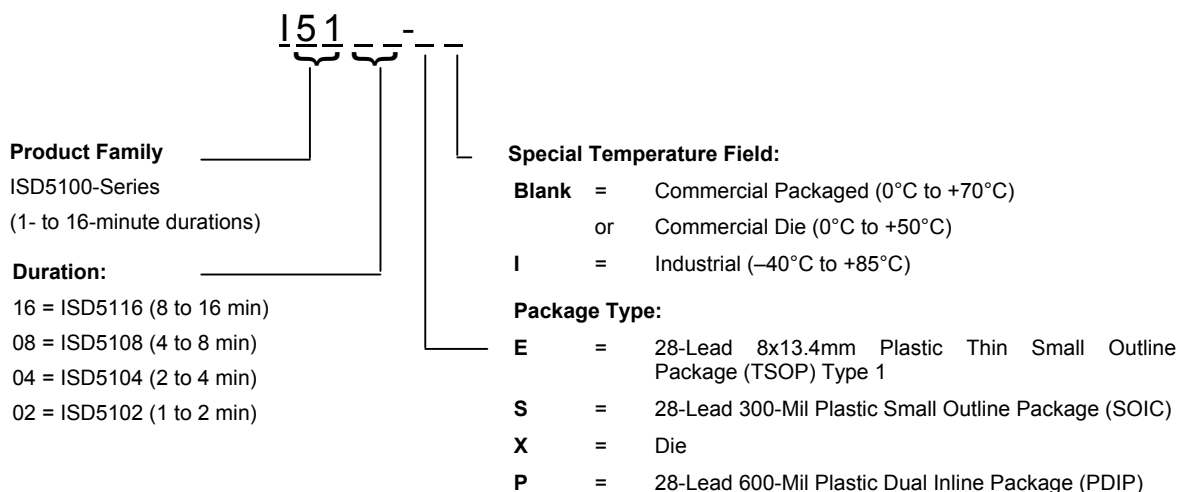 I51_ _-_ _
Product Family
ISD5100-Series
(1- to 16-minute durations)
Duration:
16 = ISD5116 (8 to 16 min)
08 = ISD5108 (4 to 8 min)
04 = ISD5104 (2 to 4 min)
02 = ISD5102 (1 to 2 min)
Special Temperature Field:
Blank = Commercial Packaged (0°C to +70°C)
or Commercial Die (0°C to +50°C)
I = Industrial (–40°C to +85°C)
Package Type:
E = 28-Lead 8x13.4mm Plastic Thin Small Outline
Package (TSOP) Type 1
S = 28-Lead 300-Mil Plastic Small Outline Package (SOIC)
X = Die
P = 28-Lead 600-Mil Plastic Dual Inline Package (PDIP)